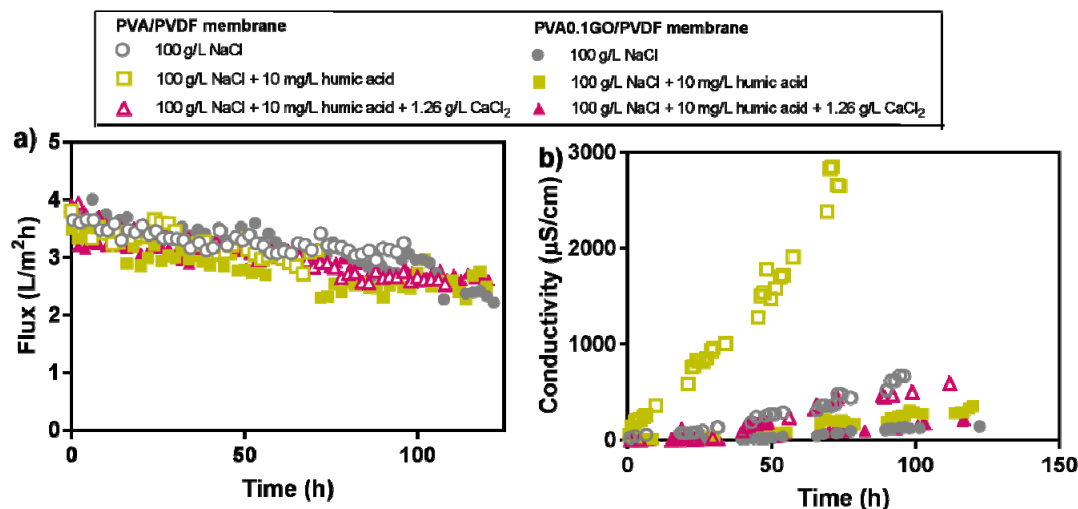 PVA/PVDF membrane
100 g/L NaCl
100 g/L NaCl + 10 mg/L humic acid
100 g/L NaCl + 10 mg/L humic acid + 1.26 g/L CaCl₂
PVA0.1GO/PVDF membrane
100 g/L NaCl
100 g/L NaCl + 10 mg/L humic acid
100 g/L NaCl + 10 mg/L humic acid + 1.26 g/L CaCl₂
a)
Flux (L/m²h)
5
4
3
2
1
0
0 50 100
Time (h)
b)
Conductivity (µS/cm)
3000
2000
1000
0
0 50 100 150
Time (h)